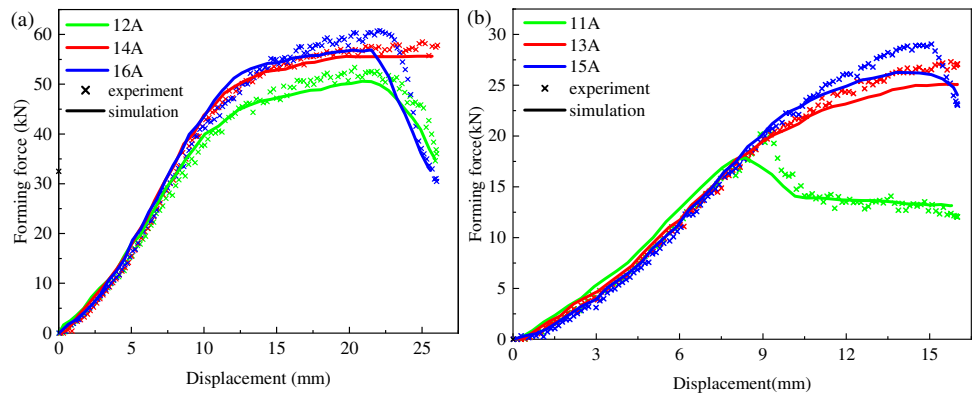 (a)
12A
14A
16A
experiment
simulation
60
50
40
30
20
10
0
Forming force (kN)
0
5
10
15
20
25
Displacement (mm)
(b)
11A
13A
15A
experiment
simulation
30
25
20
15
10
5
0
Forming force(kN)
0
3
6
9
12
15
Displacement(mm)